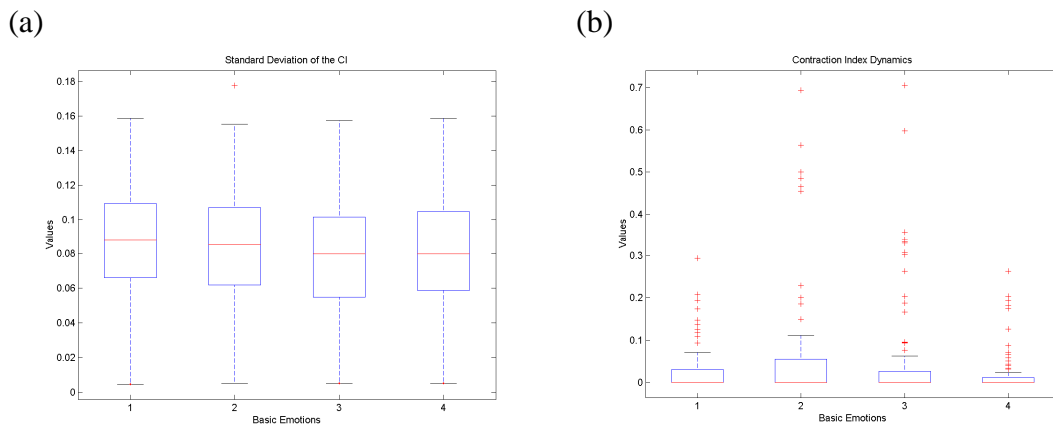 (a)
(b)
Standard Deviation of the CI
0.18
0.16
0.14
0.12
0.1
0.08
0.06
0.04
0.02
0
Values
1 2 3 4
Basic Emotions
Contraction Index Dynamics
0.7
0.6
0.5
0.4
0.3
0.2
0.1
0
Values
1 2 3 4
Basic Emotions